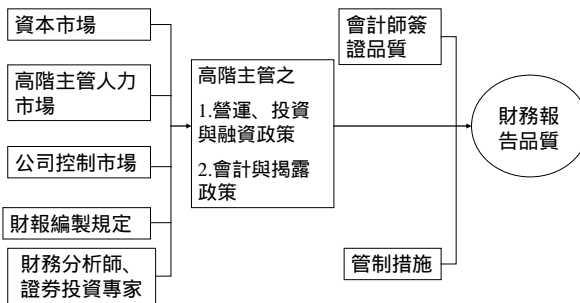 資本市場
高階主管人力
市場
公司控制市場
財報編製規定
財務分析師、
證券投資專家
高階主管之
1.營運、投資
與融資政策
2.會計與揭露
政策
會計師簽
證品質
管制措施
財務報
告品質